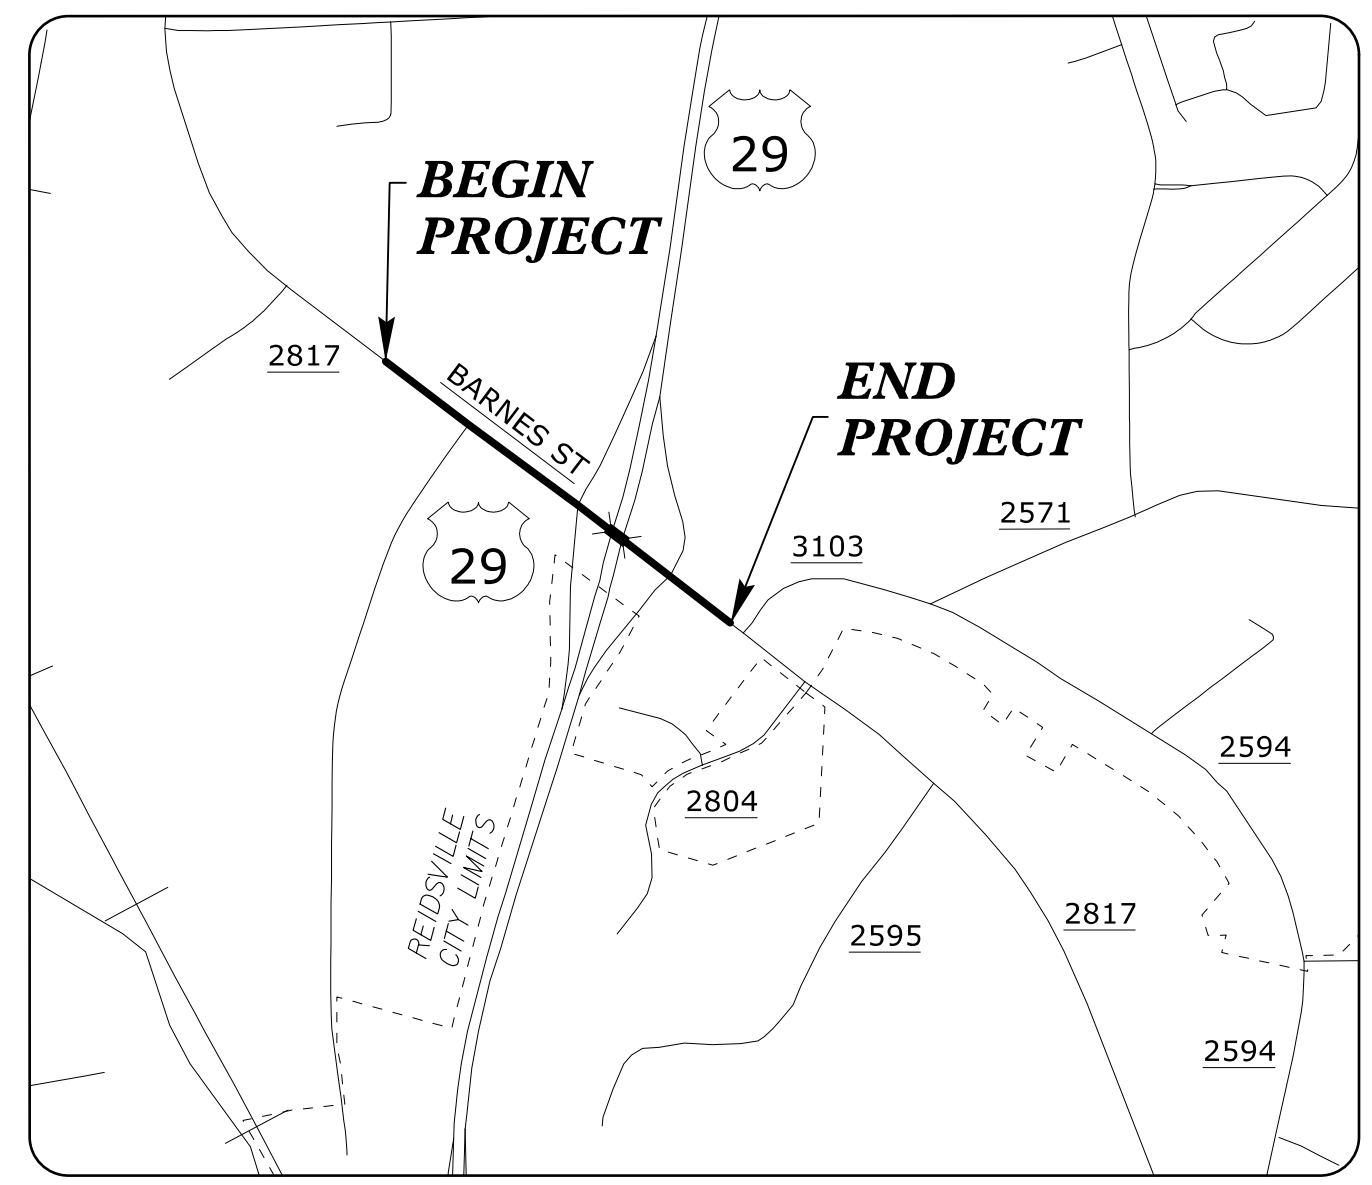 29
BEGIN
PROJECT
2817
BARNES ST
END
PROJECT
2571
3103
29
2594
2804
REIDSVILLE
CITY LIMITS
2817
2595
2594